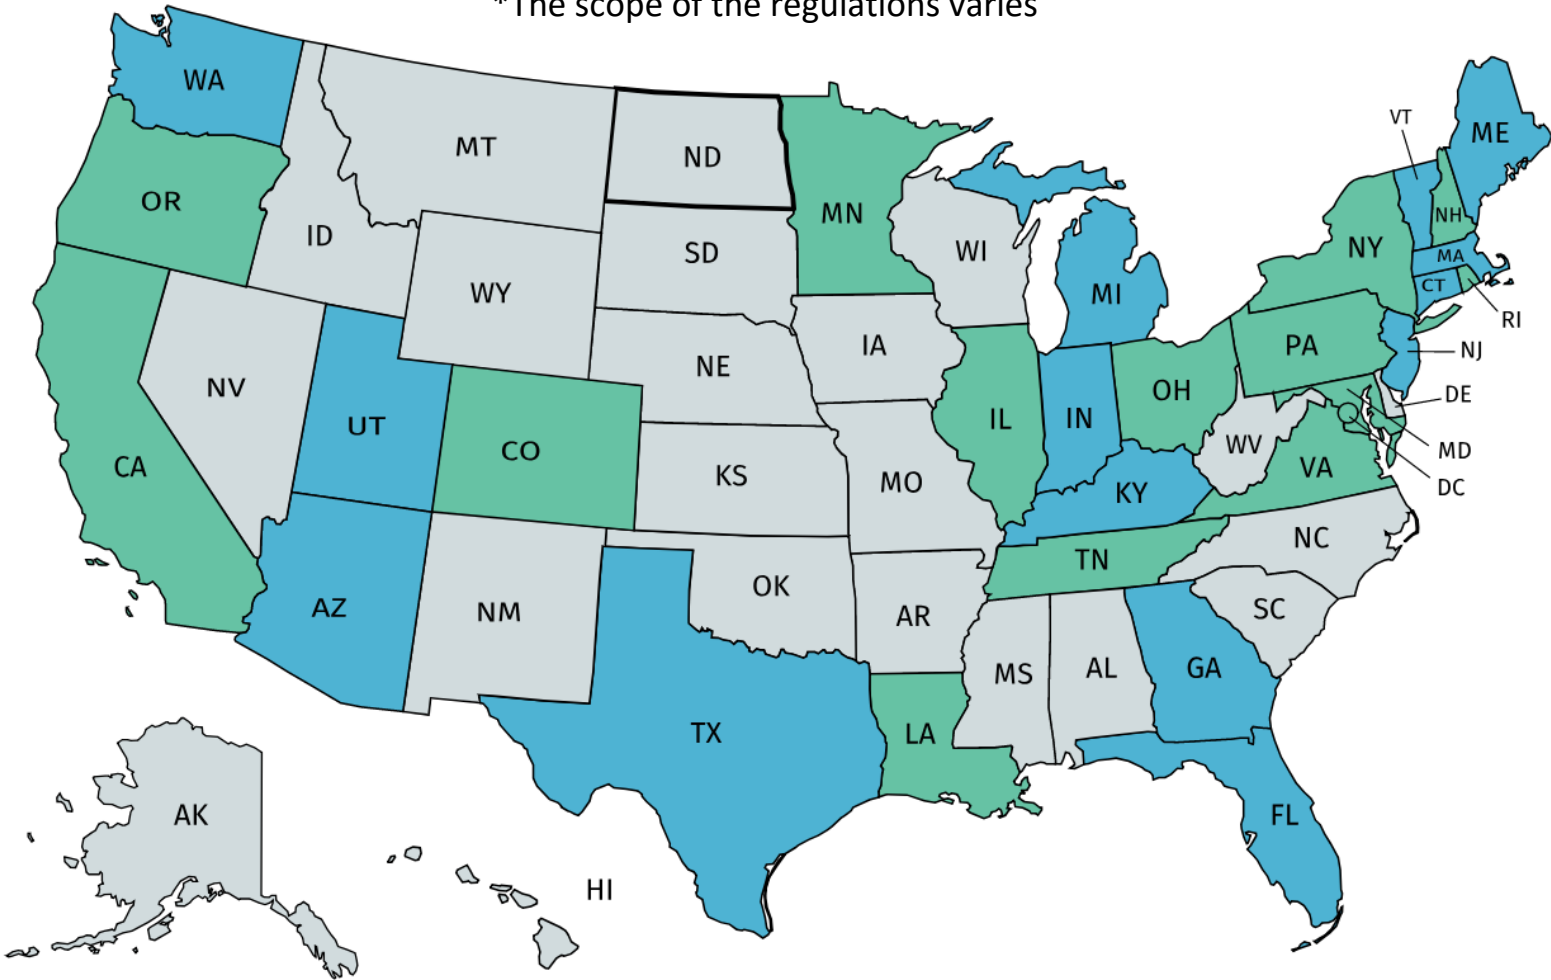 *The scope of the regulations varies
WA
MT
ND
MN
VT
ME
OR
ID
SD
WI
NY
NH
MA
CT
RI
WY
MI
NV
UT
CO
NE
IA
IL
IN
OH
PA
NJ
DE
MD
DC
CA
KS
MO
KY
WV
VA
AZ
NM
OK
AR
TN
NC
SC
MS
AL
GA
TX
LA
FL
AK
HI